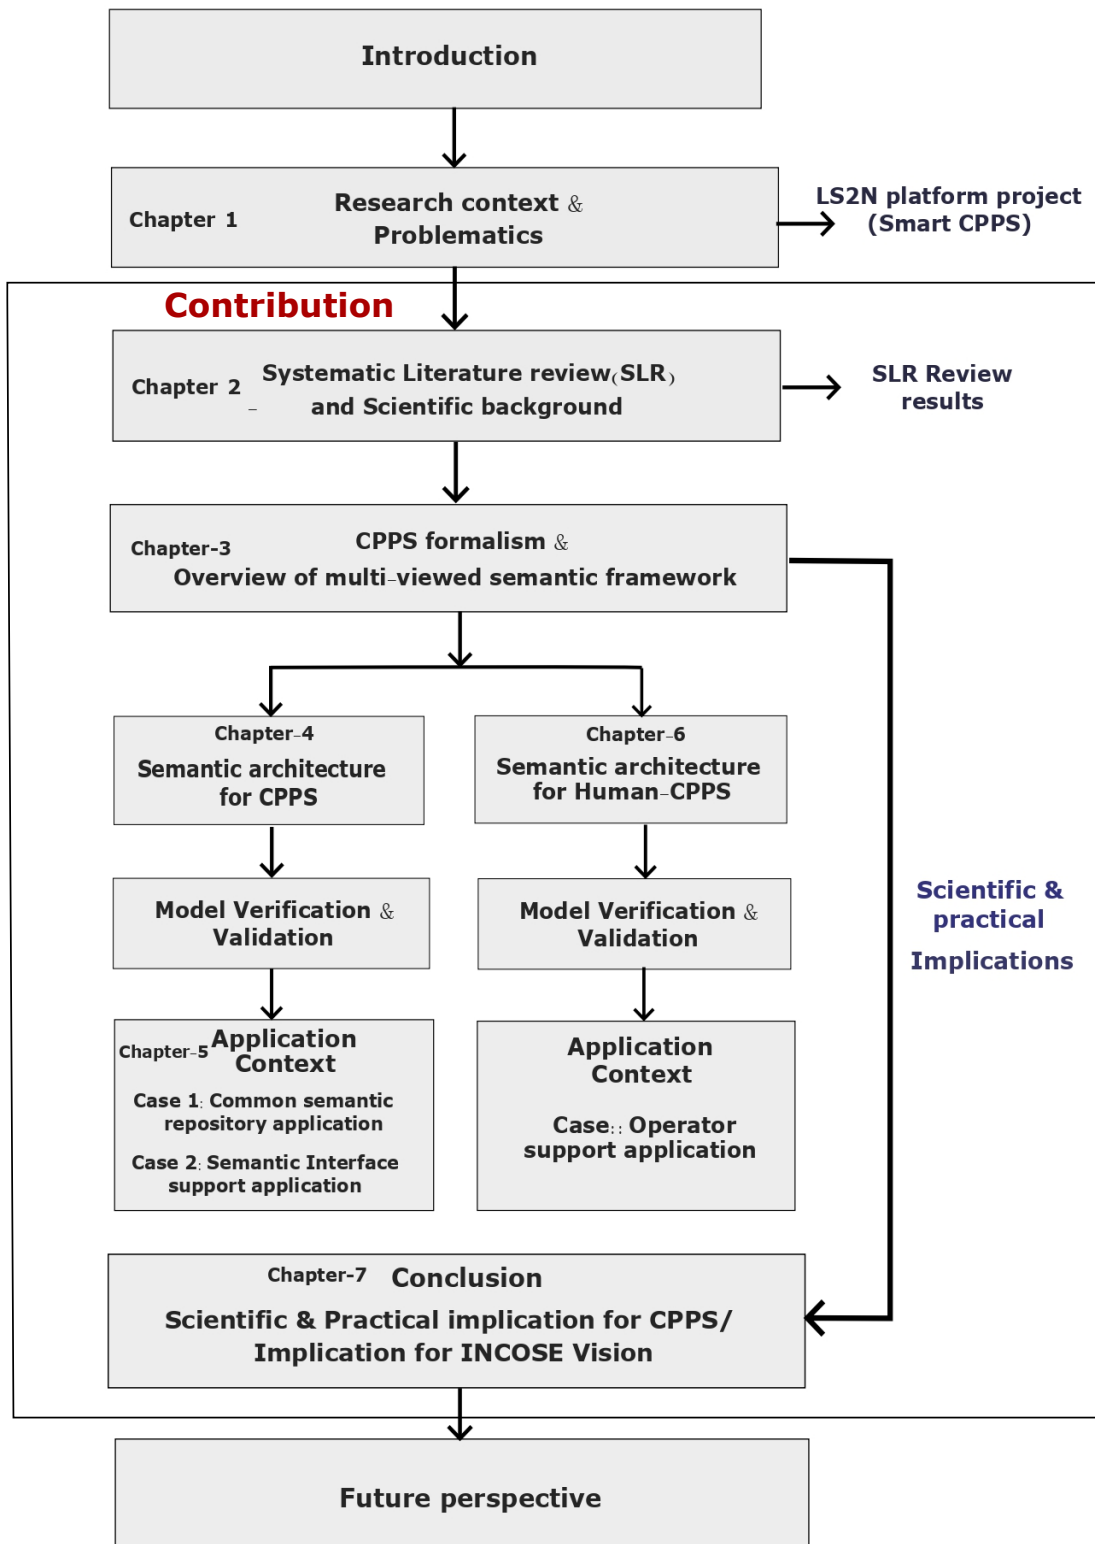 Introduction
Chapter 1
Research context &
Problematics
LS2N platform project
(Smart CPPS)
Contribution
Chapter 2
Systematic Literature review(SLR)
_ and Scientific background
SLR Review
results
Chapter-3
CPPS formalism &
Overview of multi-viewed semantic framework
Chapter-4
Semantic architecture
for CPPS
Chapter-6
Semantic architecture
for Human-CPPS
Model Verification &
Validation
Model Verification &
Validation
Scientific &
practical
Implications
Chapter-5
Application
Context
Case 1: Common semantic
repository application
Case 2: Semantic Interface
support application
Application
Context
Case:: Operator
support application
Chapter-7 Conclusion
Scientific & Practical implication for CPPS/
Implication for INCOSE Vision
Future perspective